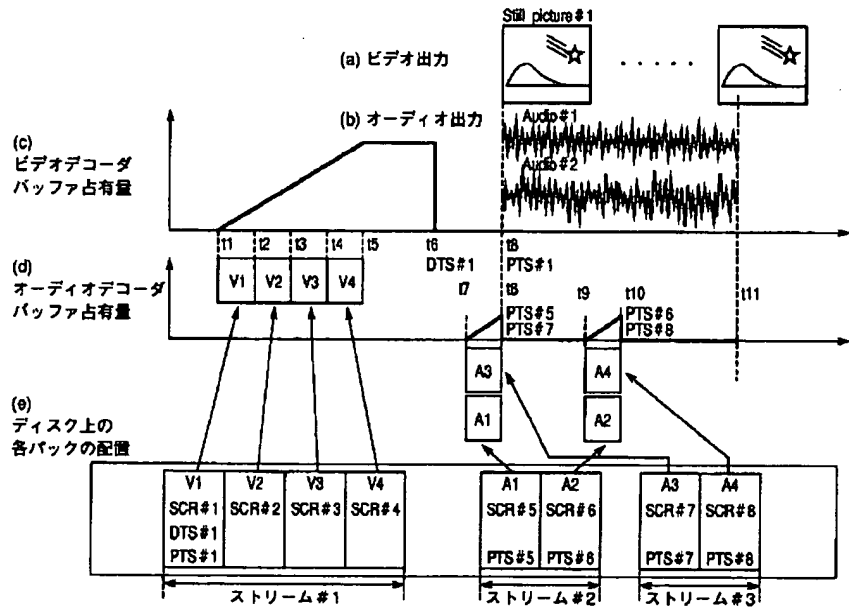 Still picture#1
(a) ビデオ出力
(b) オーディオ出力
Audio#1
Audio#2
(c)
ビデオデコーダ
バッファ占有量
t1 t2 t3 t4 t5 t6 t8
DTS#1 PTS#1
(d)
オーディオデコーダ
バッファ占有量
V1 V2 V3 V4
t7 t8 t9 t10 t11
PTS#5 PTS#6
PTS#7 PTS#8
A3 A4
A1 A2
(e)
ディスク上の
各パックの配置
V1 V2 V3 V4 A1 A2 A3 A4
SCR#1 SCR#2 SCR#3 SCR#4 SCR#5 SCR#6 SCR#7 SCR#8
DTS#1
PTS#1 PTS#5 PTS#6 PTS#7 PTS#8
ストリーム#1 ストリーム#2 ストリーム#3